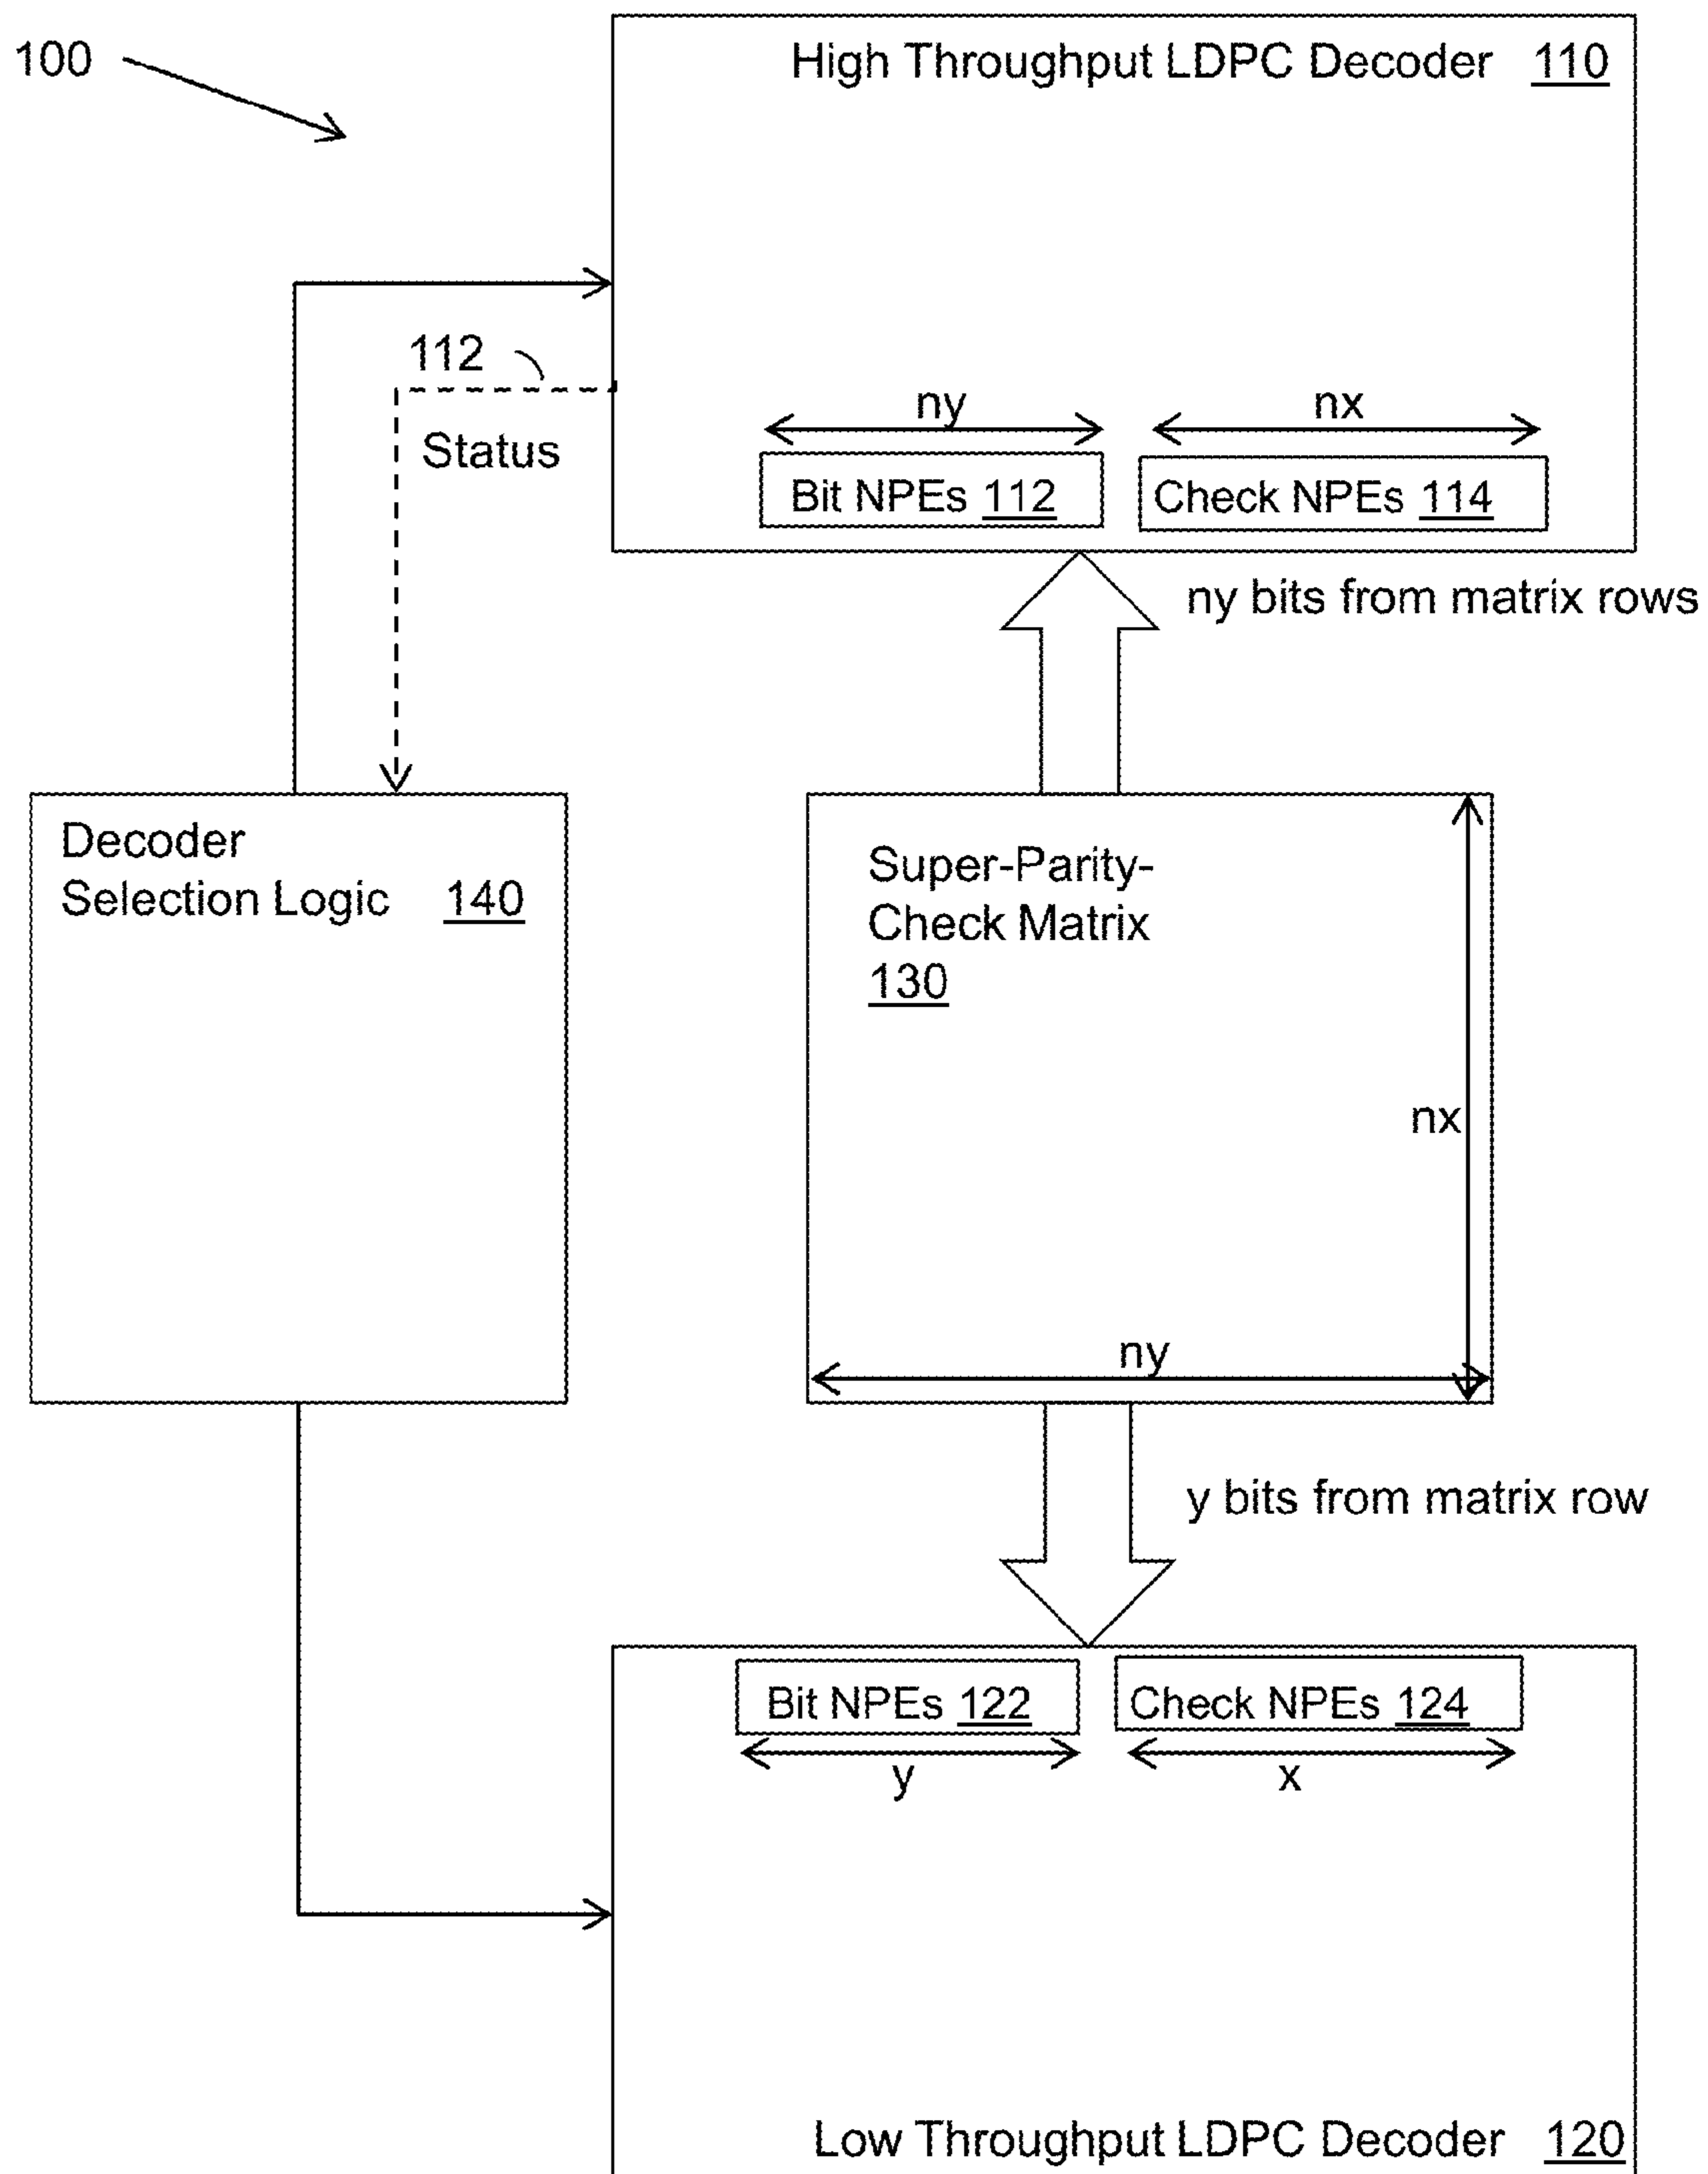 100
High Throughput LDPC Decoder 110
112
Status
ny
nx
Bit NPEs 112
Check NPEs 114
ny bits from matrix rows
Decoder
Selection Logic 140
Super-Parity-
Check Matrix
130
nx
ny
y bits from matrix row
Bit NPEs 122
Check NPEs 124
y
x
Low Throughput LDPC Decoder 120